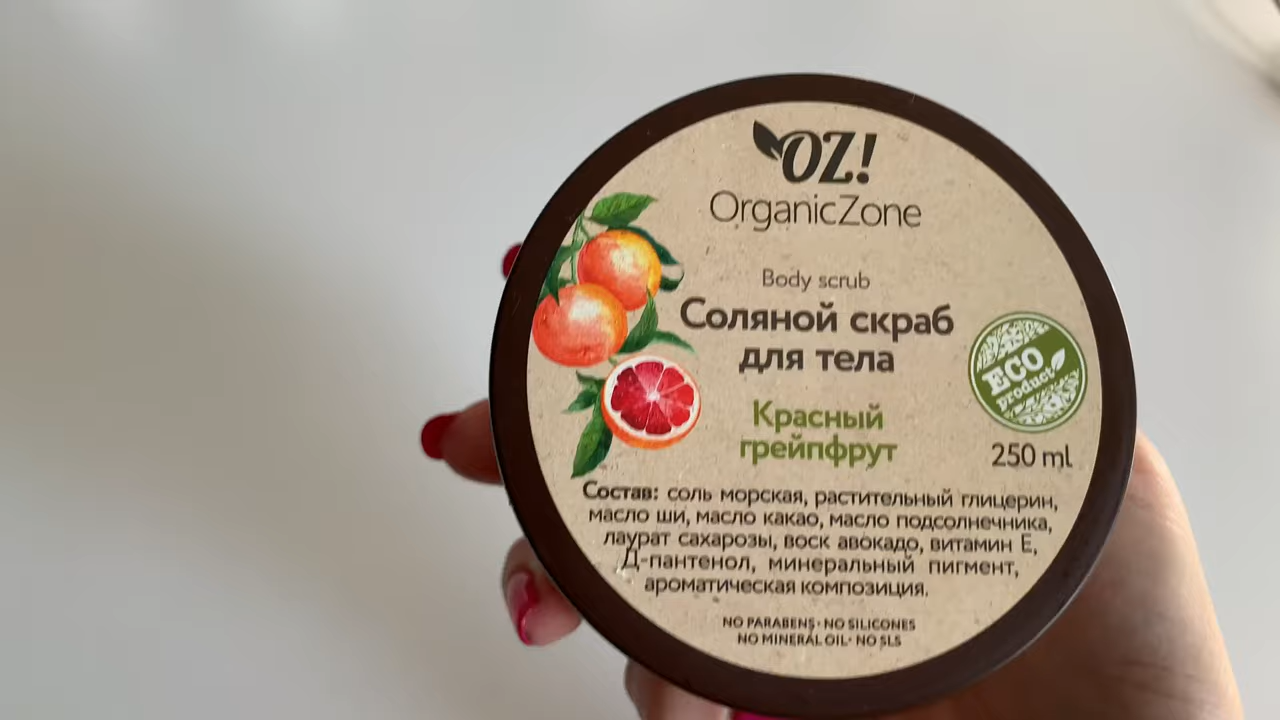 OZ!
OrganicZone
Body scrub
Соляной скраб
для тела
Красный
грейпфрут
ECO
product
250 ml
Состав: соль морская, растительный глицерин,
масло ши, масло какао, масло подсолнечника,
лаурат сахарозы, воск авокадо, витамин Е,
Д-пантенол, минеральный пигмент,
ароматическая композиция.
NO PARABENS · NO SILICONES
NO MINERAL OIL · NO SLS